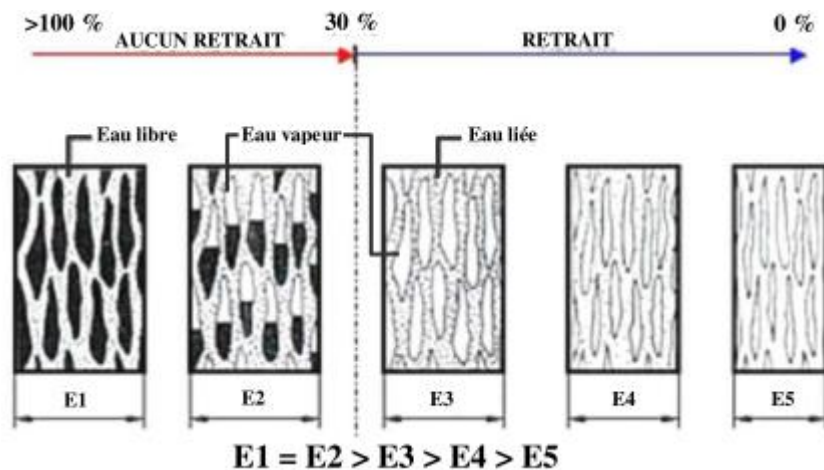 >100 % 30 % 0 %
AUCUN RETRAIT RETRAIT
Eau libre Eau vapeur Eau liée
E1 E2 E3 E4 E5
E1 = E2 > E3 > E4 > E5